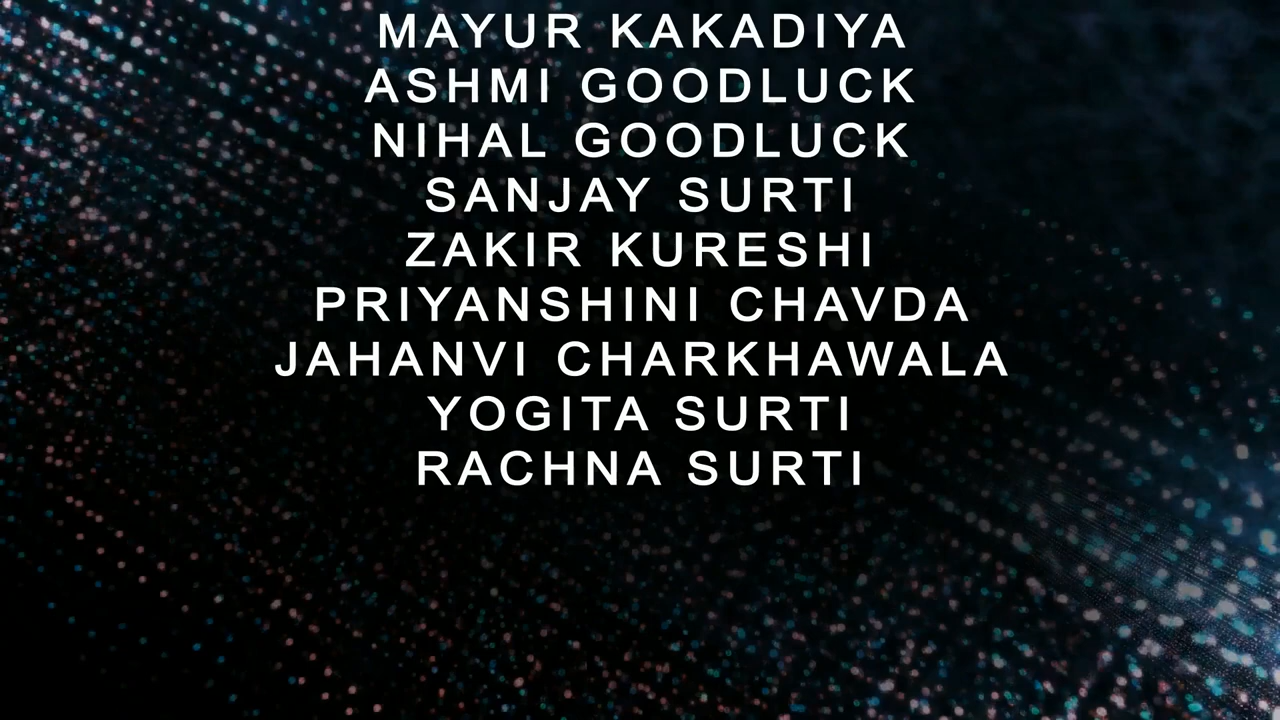 MAYUR KAKADIYA
ASHMI GOODLUCK
NIHAL GOODLUCK
SANJAY SURTI
ZAKIR KURESHI
PRIYANSHINI CHAVDA
JAHANVI CHARKHAWALA
YOGITA SURTI
RACHNA SURTI